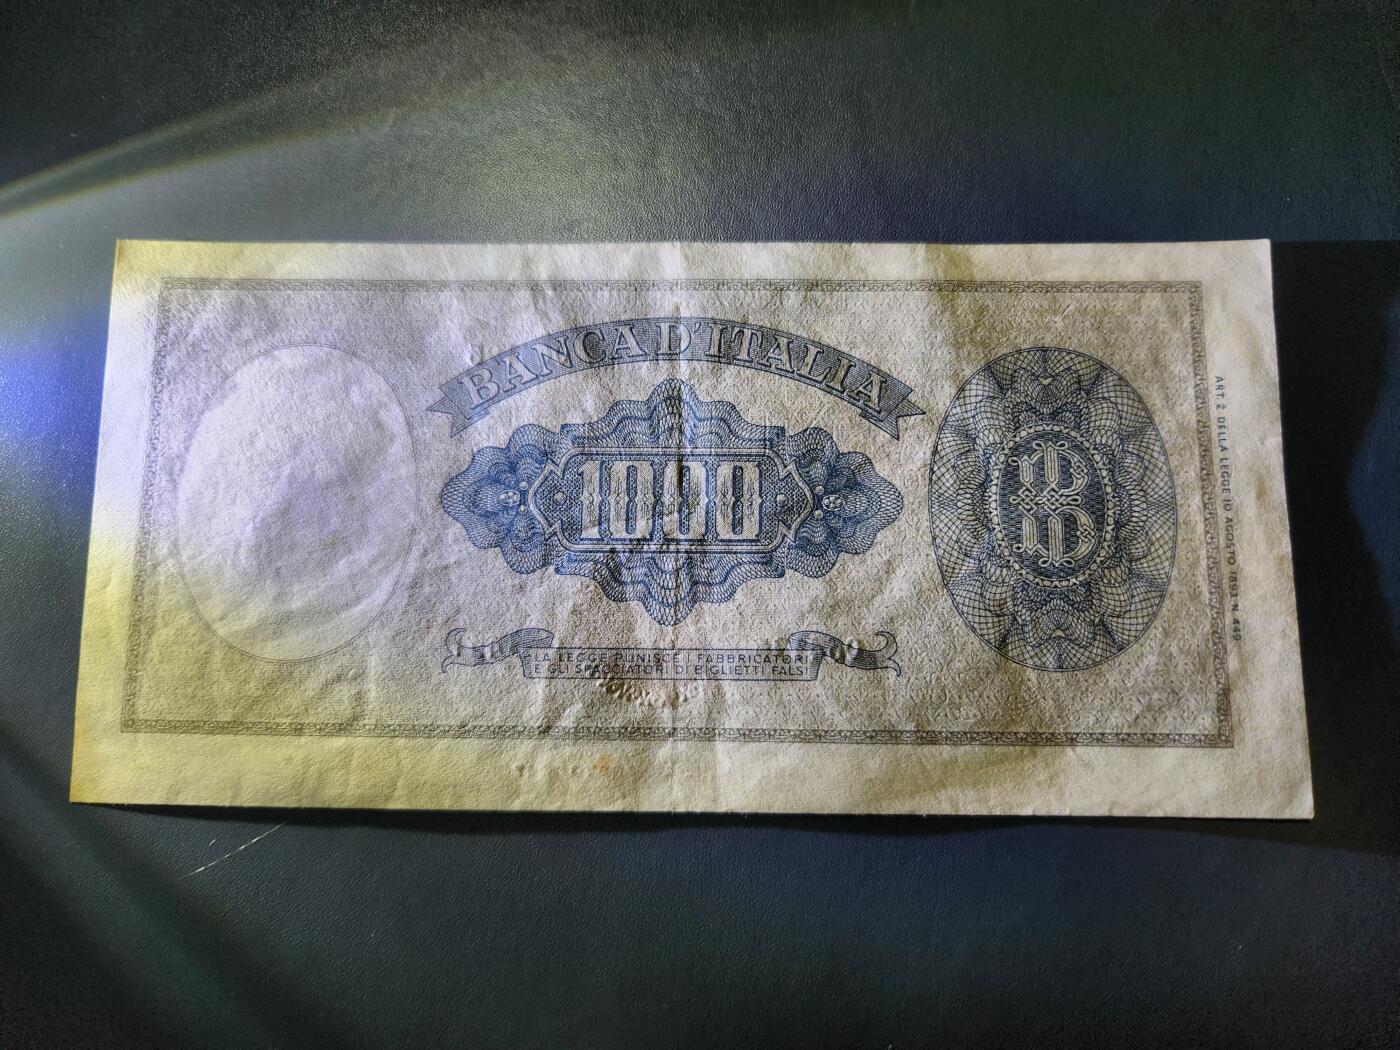 BANCA D'ITALIA
1000
LA LEGGE PUNISCE I FABBRICATORI
E GLI SPACCIATORI DI BIGLIETTI FALSI
B
ART. 2 DELLA LEGGE 10 AGOSTO 1893 N. 449